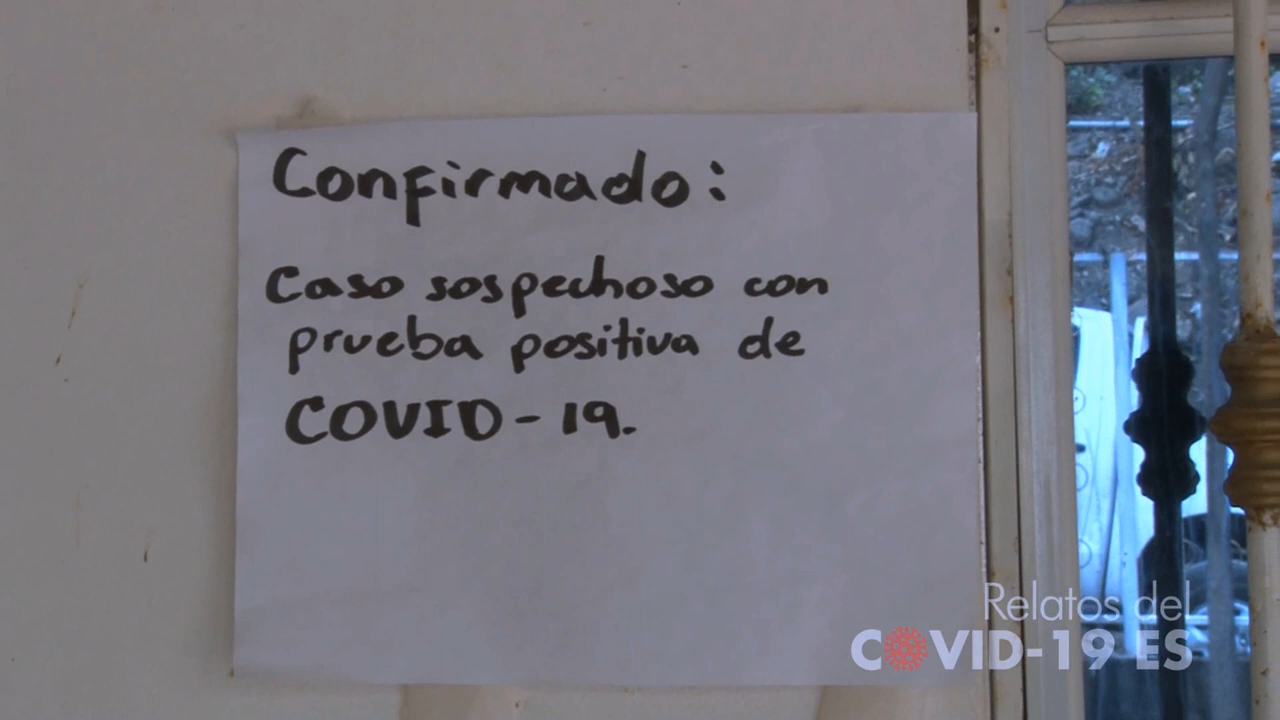 Confirmado:
Caso sospechoso con
prueba positiva de
COVID-19.
Relatos del
COVID-19 ES